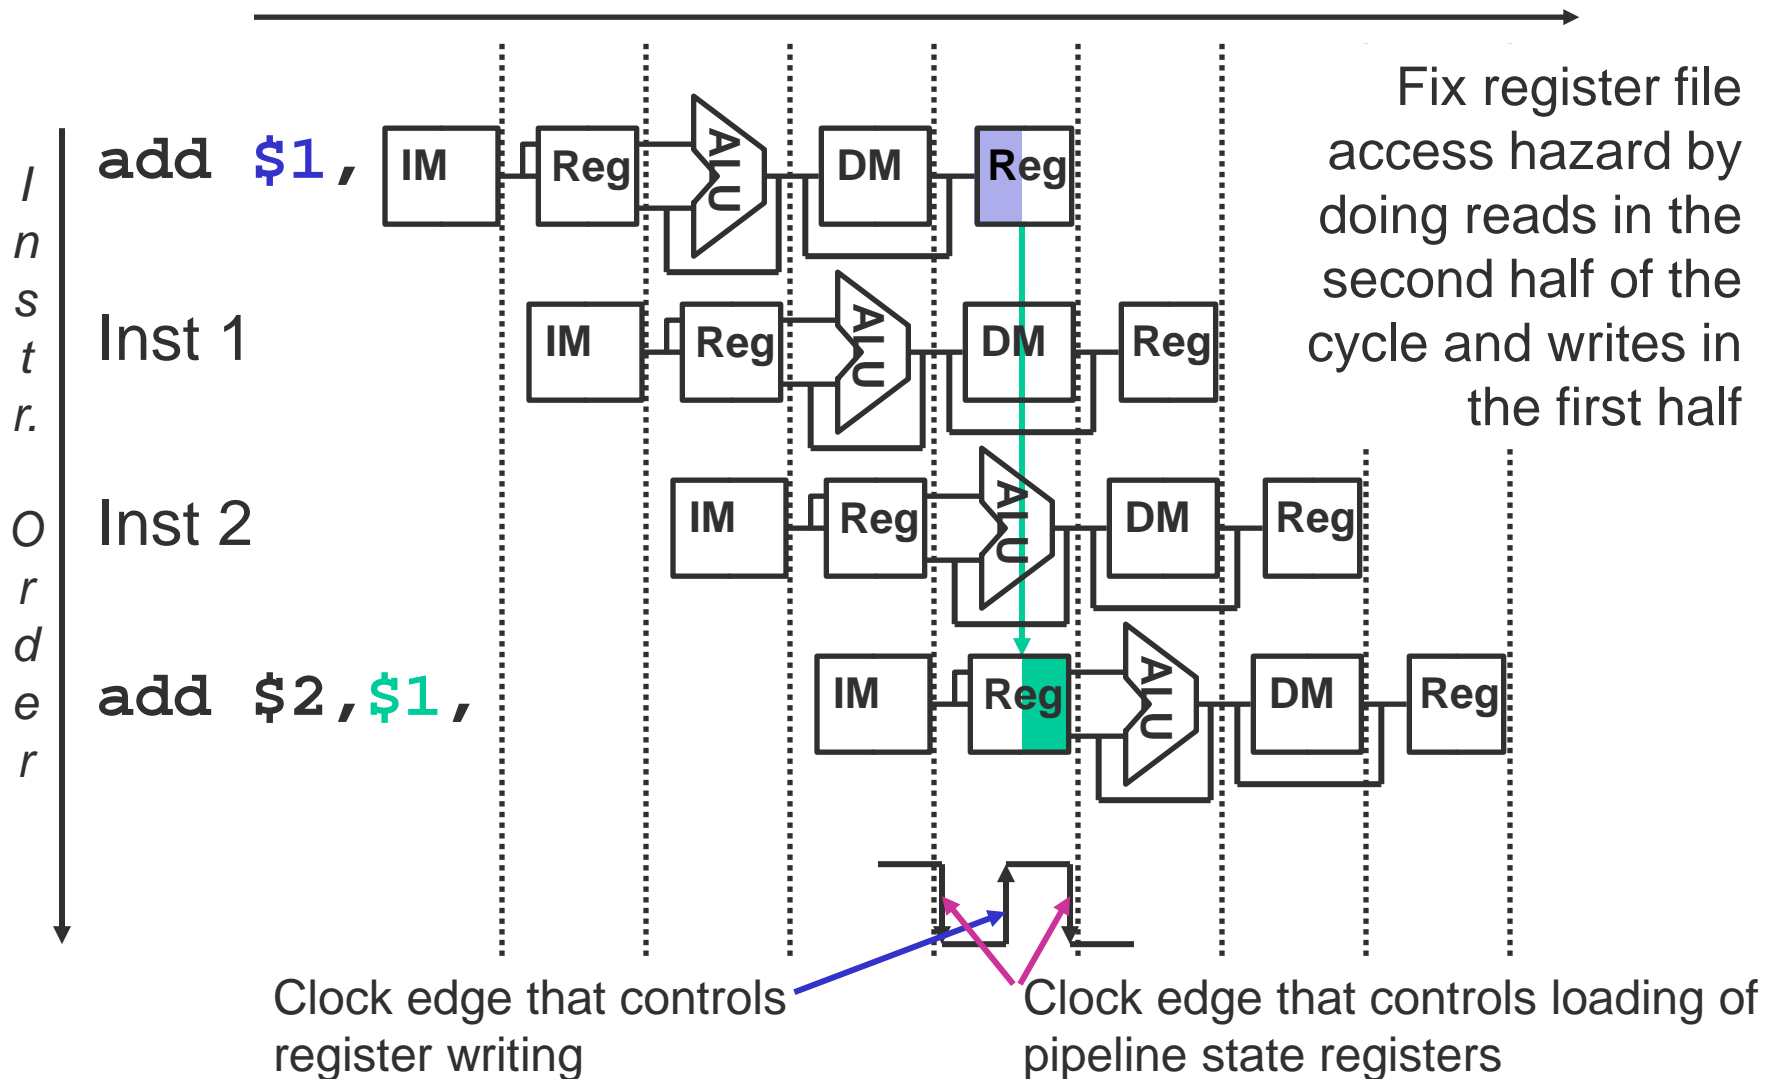 Fix register file
access hazard by
doing reads in the
second half of the
cycle and writes in
the first half
Instr. Order
add $1,
IM Reg ALU DM Reg
Inst 1
IM Reg ALU DM Reg
Inst 2
IM Reg ALU DM Reg
add $2,$1,
IM Reg ALU DM Reg
Clock edge that controls
register writing
Clock edge that controls loading of
pipeline state registers